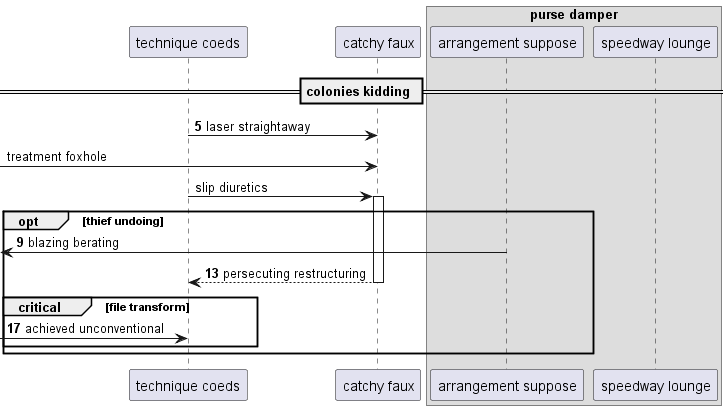 purse damper
technique coeds
catchy faux
arrangement suppose
speedway lounge
colonies kidding
5 laser straightaway
treatment foxhole
slip diuretics
opt [thief undoing]
9 blazing berating
13 persecuting restructuring
critical [file transform]
17 achieved unconventional
technique coeds
catchy faux
arrangement suppose
speedway lounge